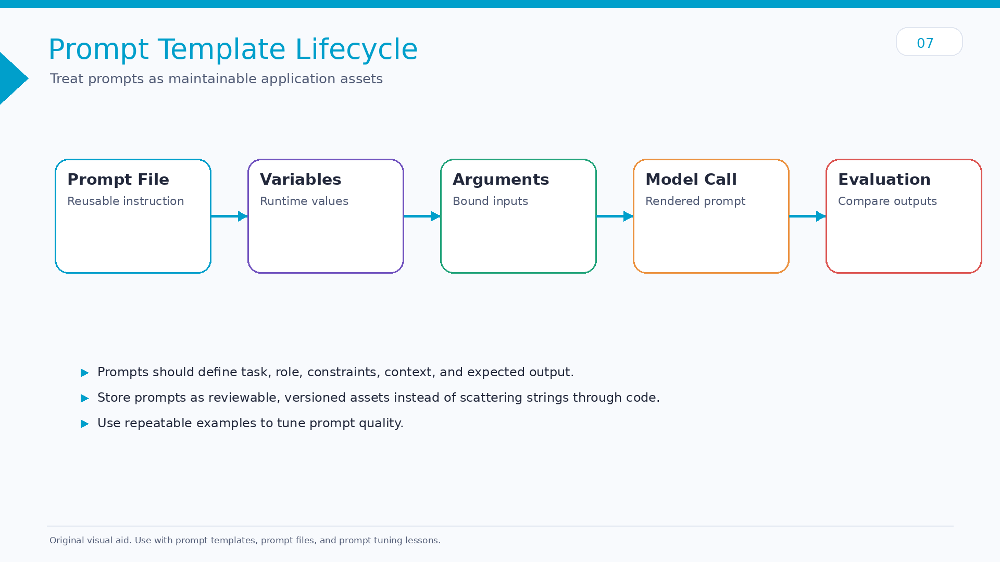 Prompt Template Lifecycle
07
Treat prompts as maintainable application assets
Prompt File
Reusable instruction
Variables
Runtime values
Arguments
Bound inputs
Model Call
Rendered prompt
Evaluation
Compare outputs
Prompts should define task, role, constraints, context, and expected output.
Store prompts as reviewable, versioned assets instead of scattering strings through code.
Use repeatable examples to tune prompt quality.
Original visual aid. Use with prompt templates, prompt files, and prompt tuning lessons.